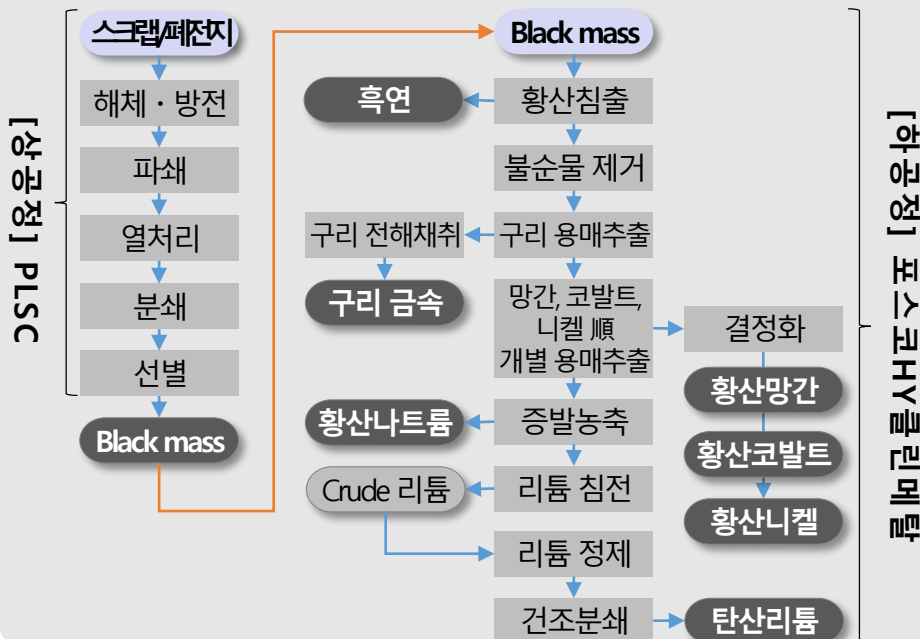 [상공정] PLSC
스크랩/폐전지
해체・방전
파쇄
열처리
분쇄
선별
Black mass
Black mass
황산침출
흑연
불순물 제거
구리 용매추출
구리 전해채취
구리 금속
망간, 코발트,
니켈 順
개별 용매추출
결정화
황산망간
황산코발트
황산니켈
증발농축
황산나트륨
리튬 침전
Crude 리튬
리튬 정제
건조분쇄
탄산리튬
[하공정] 포스코HY클린메탈